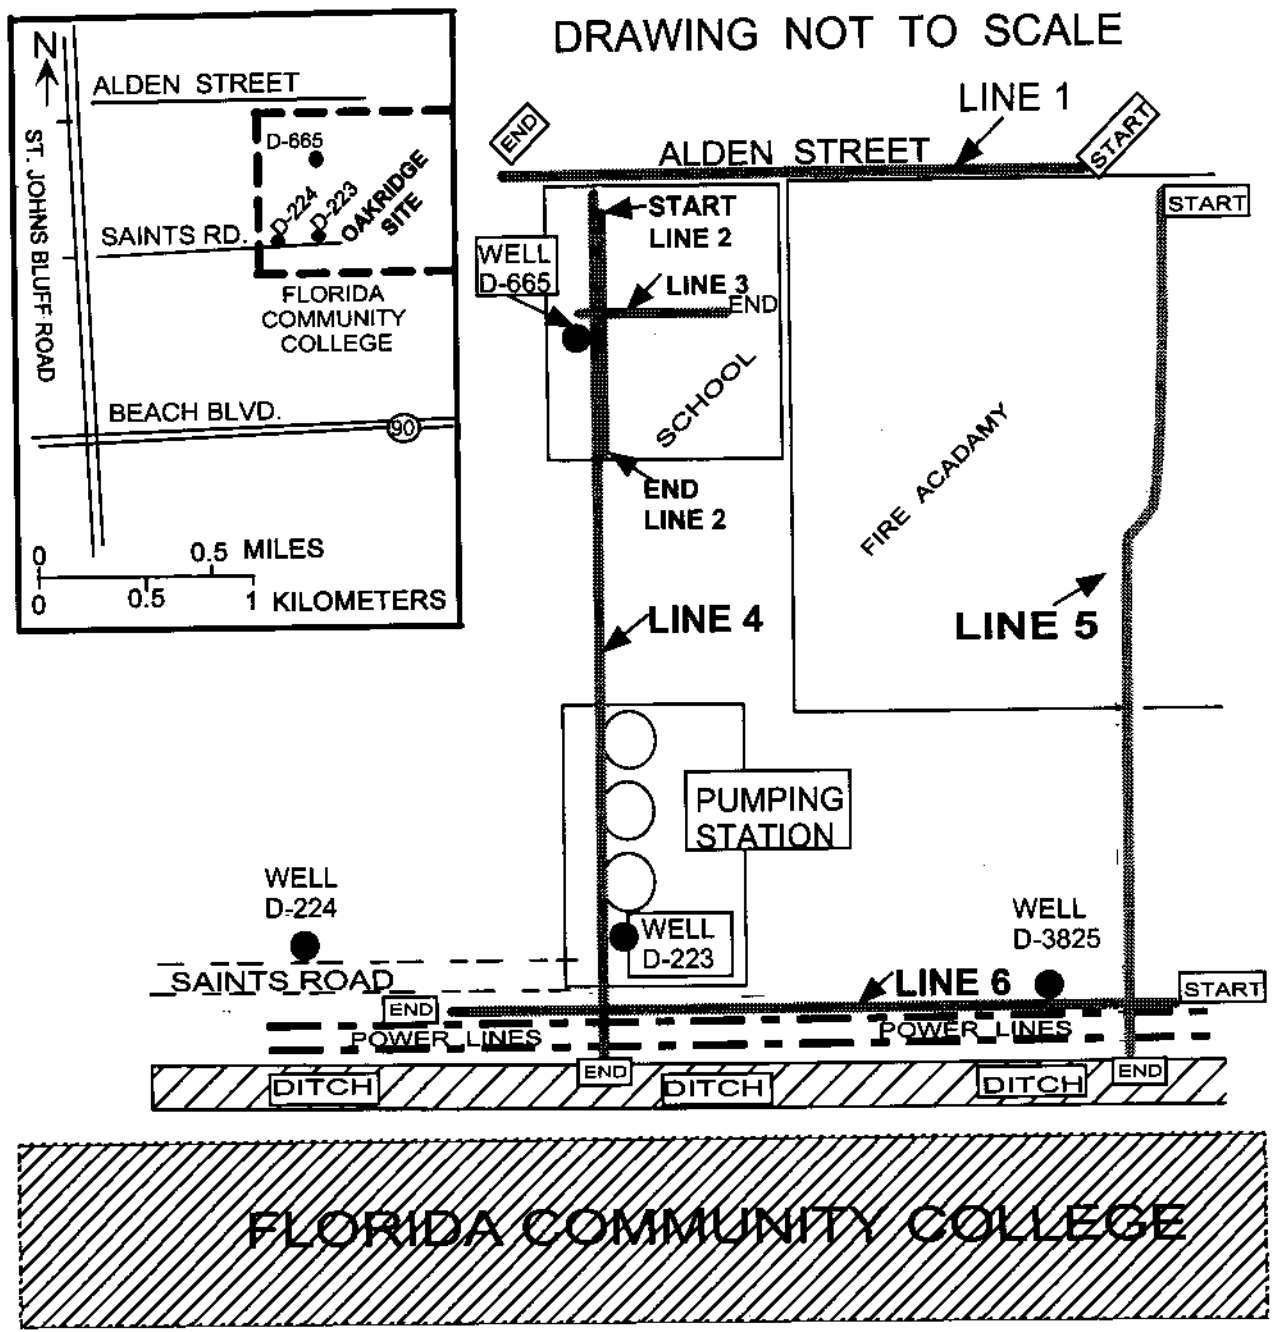 DRAWING NOT TO SCALE
N
ALDEN STREET
D-665
D-224
D-223
OAKRIDGE
SITE
SAINTS RD.
ST. JOHNS BLUFF ROAD
FLORIDA
COMMUNITY
COLLEGE
BEACH BLVD.
90
0 0.5 MILES
0 0.5 1 KILOMETERS
LINE 1
END
START
ALDEN STREET
START
START
LINE 2
WELL
D-665
LINE 3
END
SCHOOL
END
LINE 2
FIRE ACADAMY
LINE 4
LINE 5
PUMPING
STATION
WELL
D-224
WELL
D-223
WELL
D-3825
SAINTS ROAD
LINE 6
START
END
POWER LINES
POWER LINES
END
END
DITCH
DITCH
DITCH
FLORIDA COMMUNITY COLLEGE